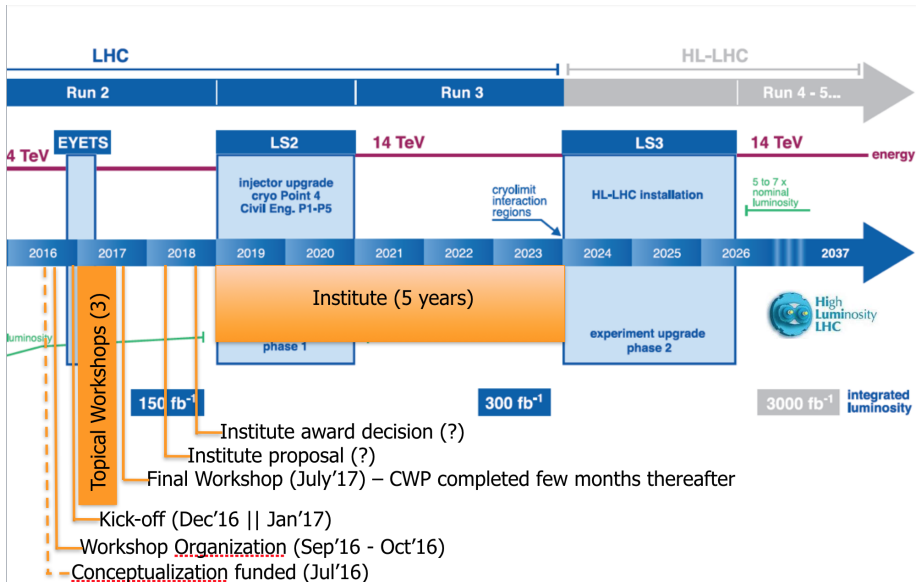 LHC
HL-LHC
Run 2
Run 3
Run 4 - 5...
EYETS
LS2
LS3
4 TeV
14 TeV
14 TeV
energy
injector upgrade
cryo Point 4
Civil Eng. P1-P5
cryolimit
interaction
regions
HL-LHC installation
5 to 7 x
nominal
luminosity
2016
2017
2018
2019
2020
2021
2022
2023
2024
2025
2026
2037
Topical Workshops (3)
Institute (5 years)
luminosity
phase 1
experiment upgrade
phase 2
High
Luminosity
LHC
150 fb-1
300 fb-1
3000 fb-1
integrated
luminosity
Institute award decision (?)
Institute proposal (?)
Final Workshop (July'17) – CWP completed few months thereafter
Kick-off (Dec'16 || Jan'17)
Workshop Organization (Sep'16 - Oct'16)
Conceptualization funded (Jul'16)